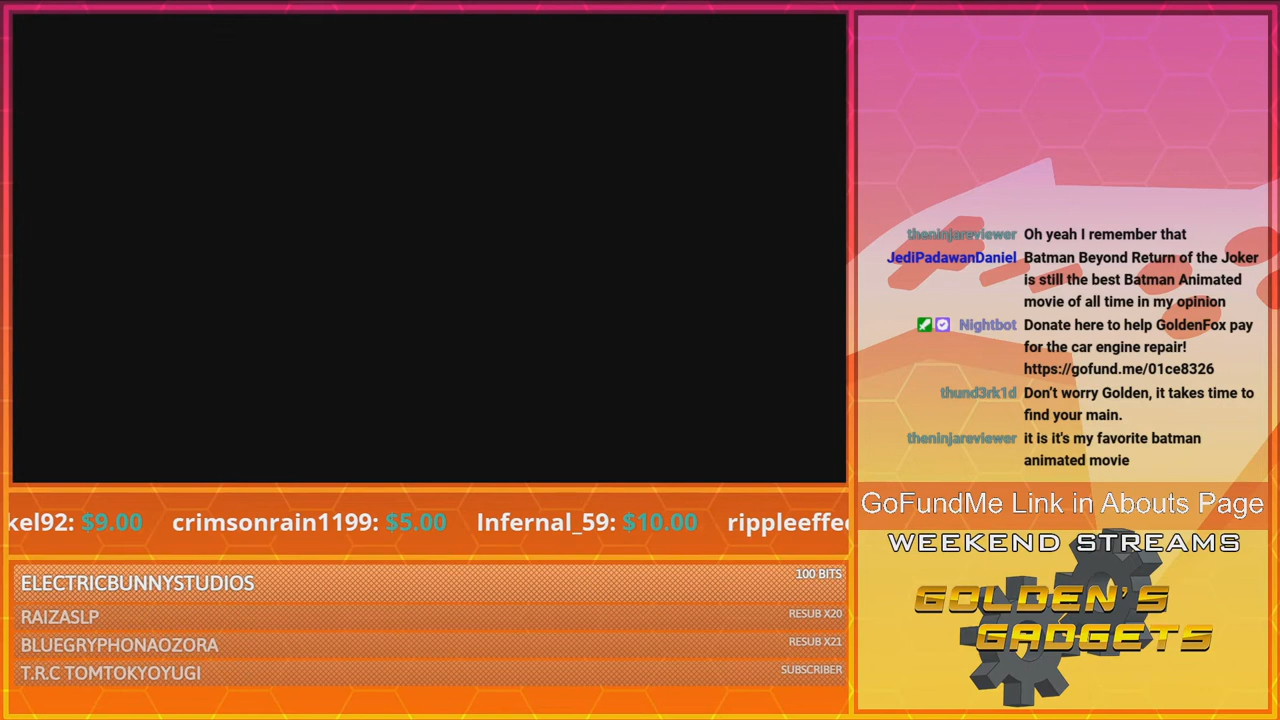 theninjareviewer Oh yeah I remember that
JediPadawanDaniel Batman Beyond Return of the Joker
is still the best Batman Animated
movie of all time in my opinion
Nightbot Donate here to help GoldenFox pay
for the car engine repair!
https://gofund.me/01ce8326
thund3rk1d Don't worry Golden, it takes time to
find your main.
theninjareviewer it is it's my favorite batman
animated movie
kel92: $9.00 crimsonrain1199: $5.00 Infernal_59: $10.00 rippleeffec
ELECTRICBUNNYSTUDIOS 100 BITS
RAIZASLP RESUB X20
BLUEGRYPHONAOZORA RESUB X21
T.R.C TOMTOKYOYUGI SUBSCRIBER
GoFundMe Link in Abouts Page
WEEKEND STREAMS
GOLDEN'S
GADGETS